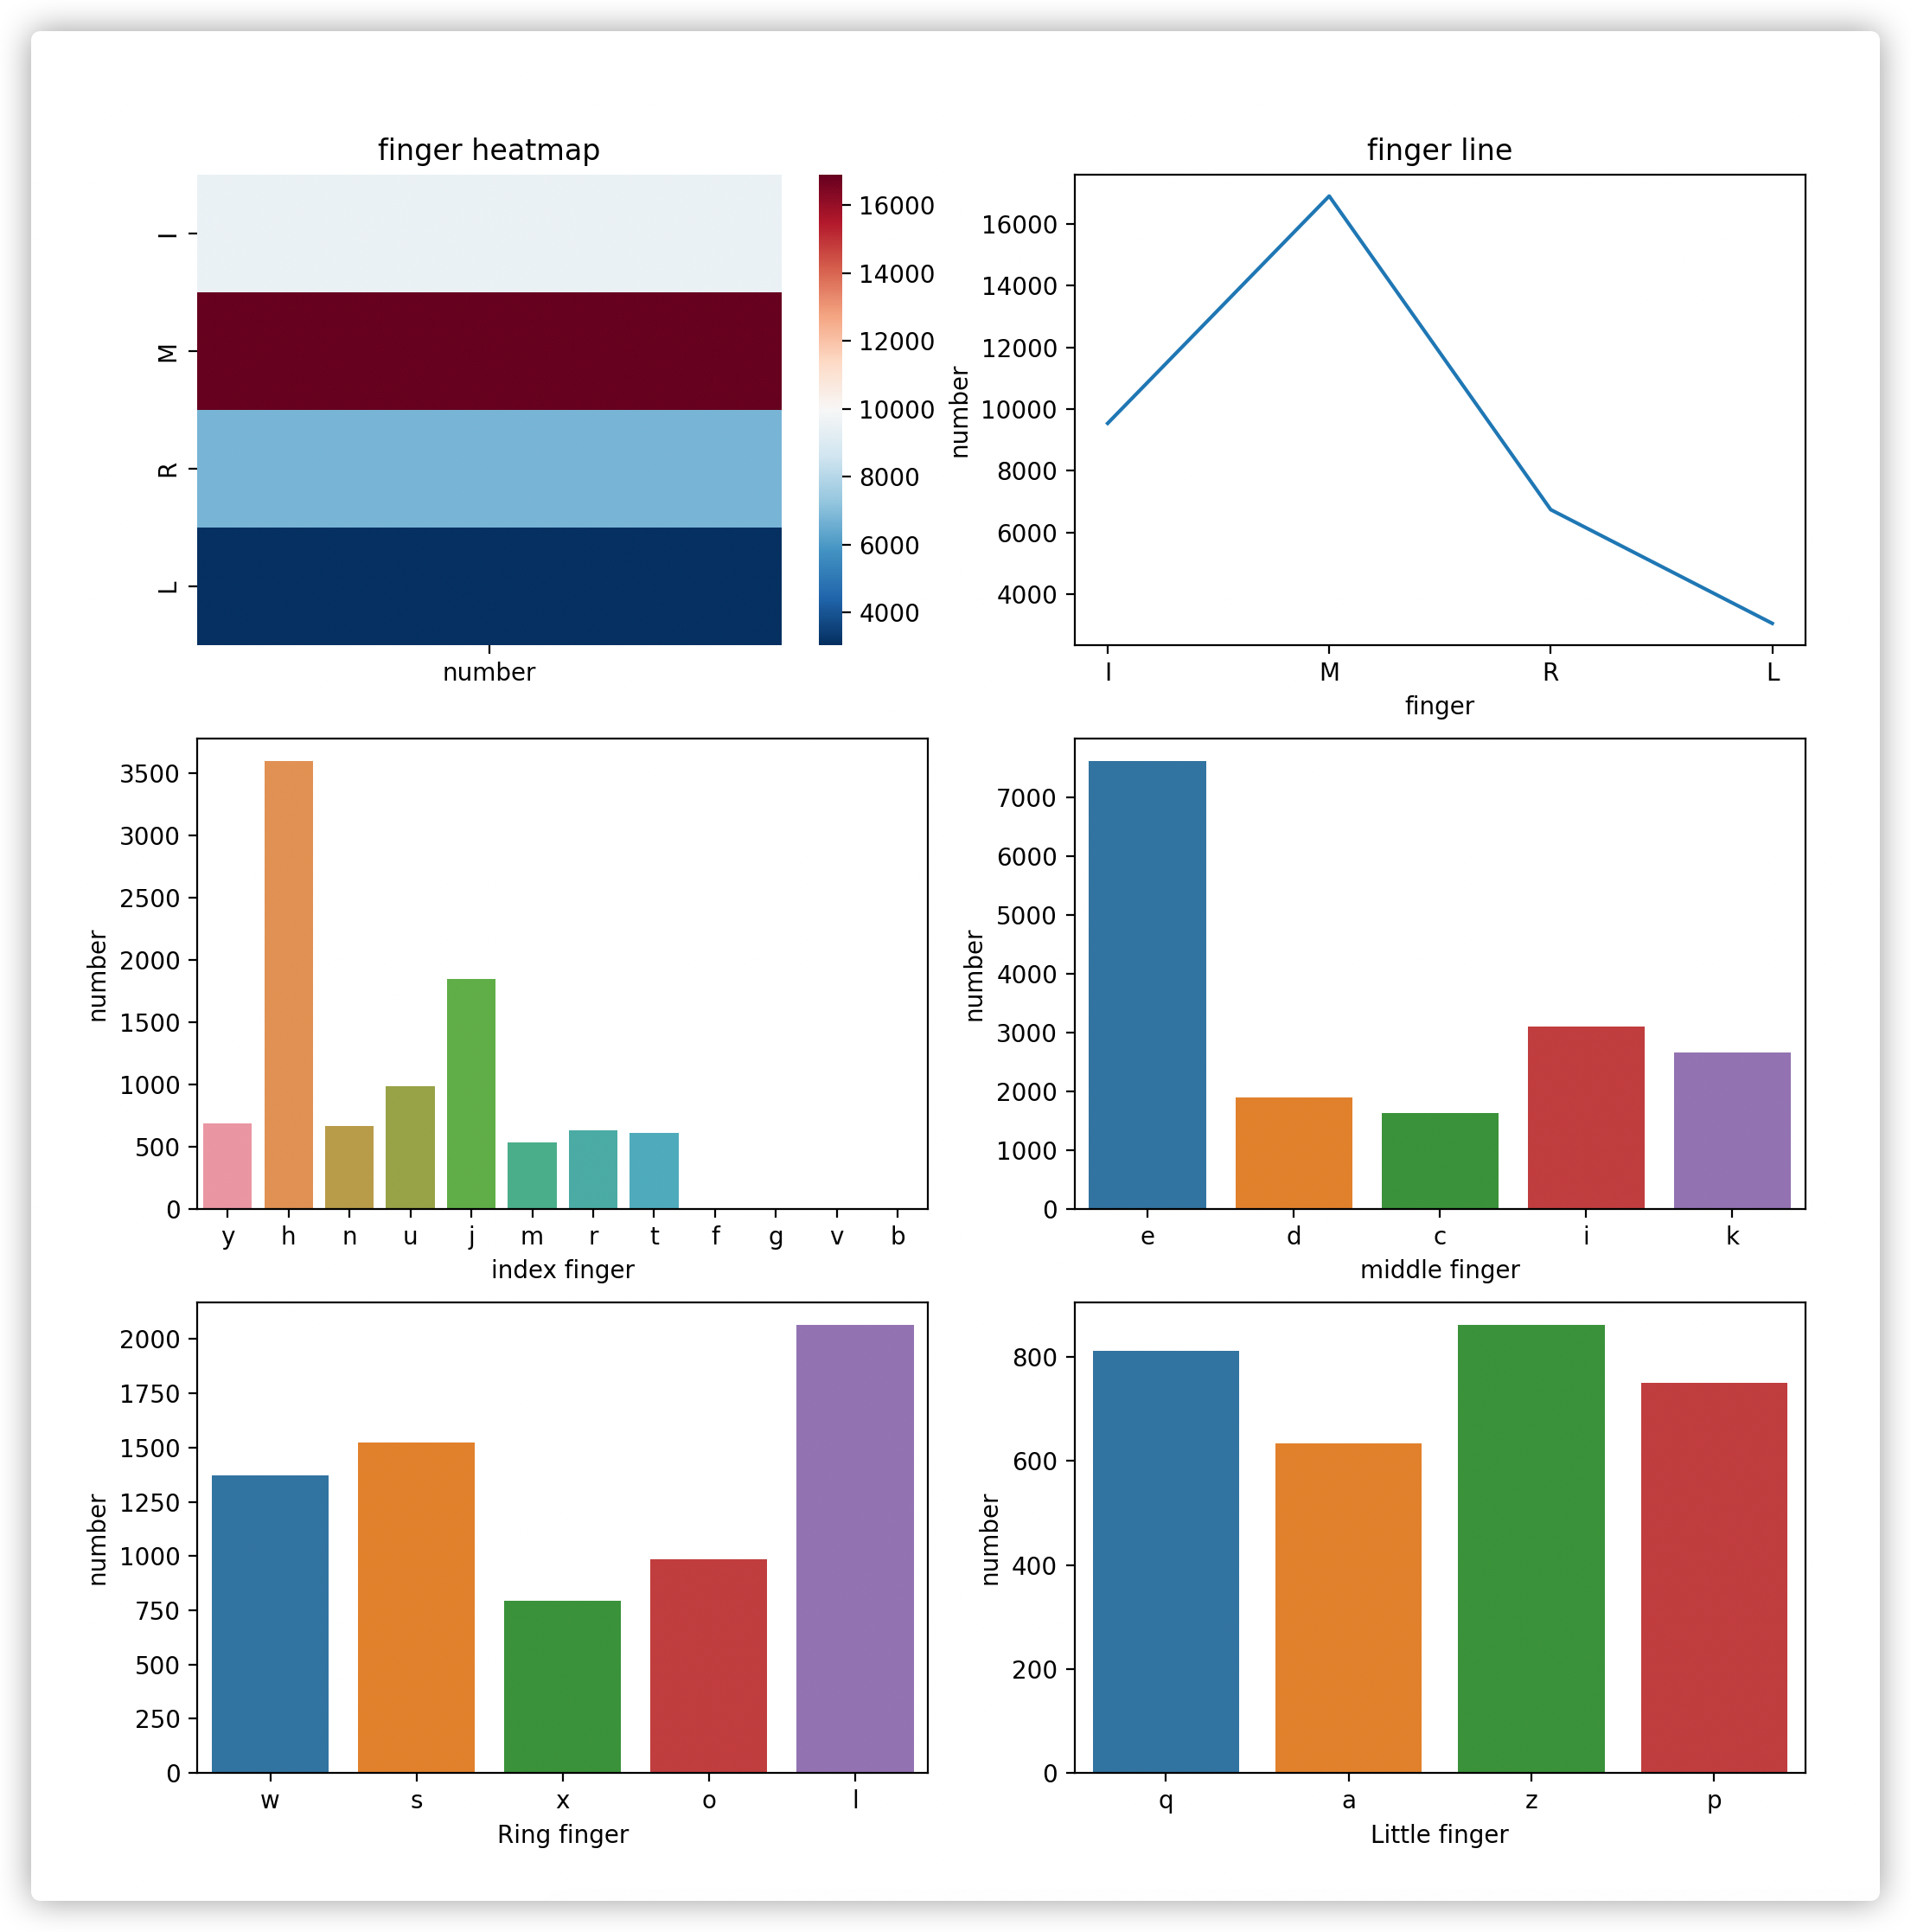 finger heatmap
I
M
R
L
number
16000
14000
12000
10000
8000
6000
4000
finger line
number
16000
14000
12000
10000
8000
6000
4000
I M R L
finger
number
3500
3000
2500
2000
1500
1000
500
0
y h n u j m r t f g v b
index finger
number
7000
6000
5000
4000
3000
2000
1000
0
e d c i k
middle finger
number
2000
1750
1500
1250
1000
750
500
250
0
w s x o l
Ring finger
number
800
600
400
200
0
q a z p
Little finger